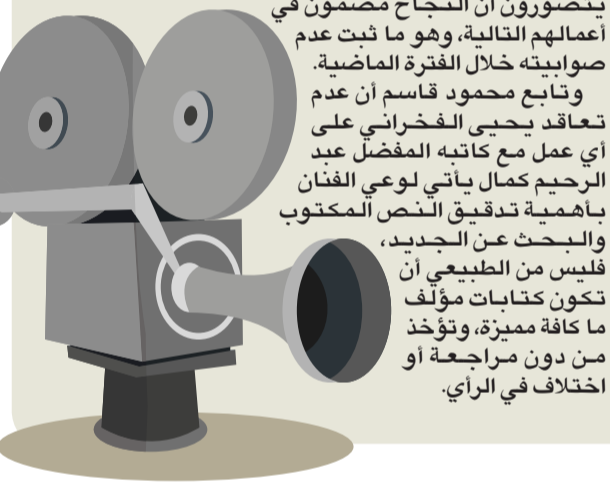 يتصورون أن النجاح مضمون في
أعمالهم التالية، وهو ما ثبت عدم
صوابيته خلال الفترة الماضية.
وتابع محمود قاسم أن عدم
تعاقد يحيى الفخراني على
أي عمل مع كاتبه المفضل عبد
الرحيم كمال يأتي لوعي الفنان
بأهمية تدقيق النص المكتوب
والبحث عن الجديد،
فليس من الطبيعي أن
تكون كتابات مؤلف
ما كافة مميزة، وتؤخذ
من دون مراجعة أو
اختلاف في الرأي.